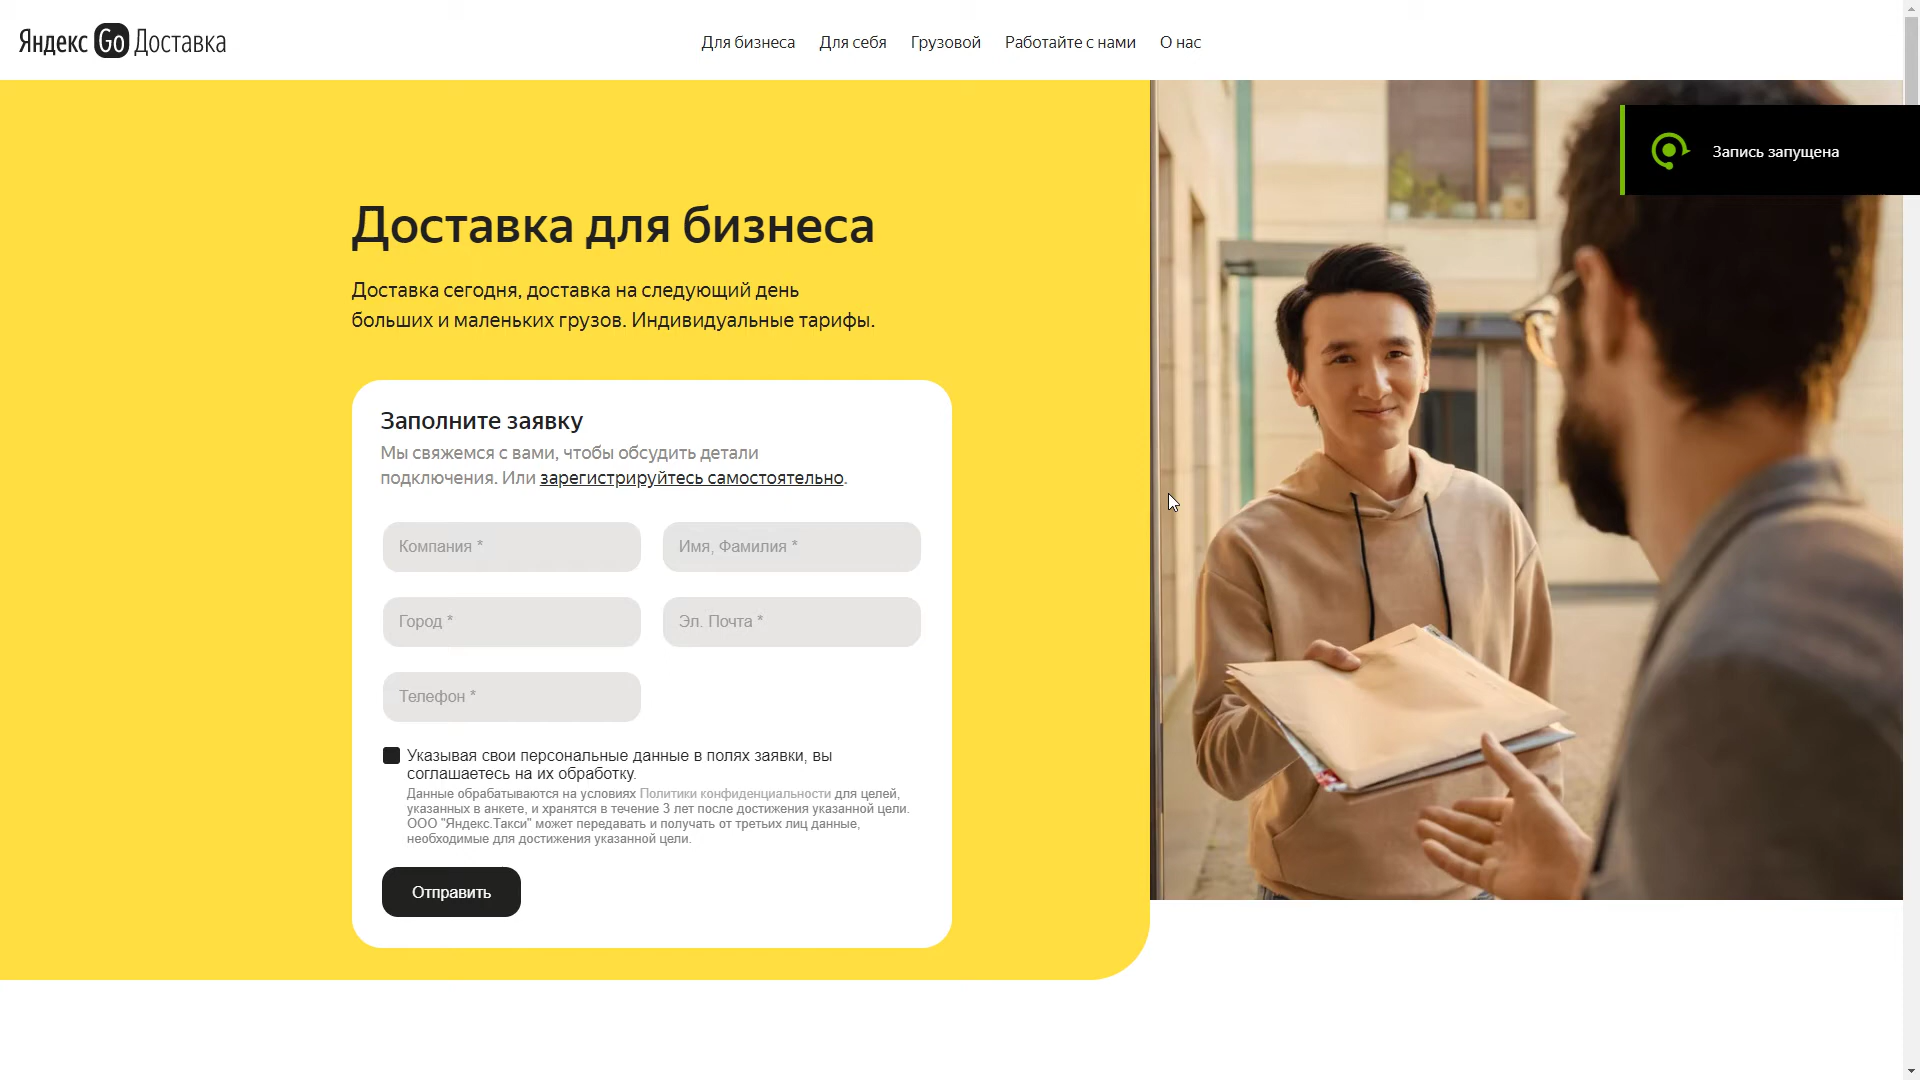 Яндекс Go Доставка
Для бизнеса Для себя Грузовой Работайте с нами О нас
Запись запущена
Доставка для бизнеса
Доставка сегодня, доставка на следующий день
больших и маленьких грузов. Индивидуальные тарифы.
Заполните заявку
Мы свяжемся с вами, чтобы обсудить детали
подключения. Или зарегистрируйтесь самостоятельно.
Компания * Имя, Фамилия *
Город * Эл. Почта *
Телефон *
Указывая свои персональные данные в полях заявки, вы
соглашаетесь на их обработку.
Данные обрабатываются на условиях Политики конфиденциальности для целей,
указанных в анкете, и хранятся в течение 3 лет после достижения указанной цели.
ООО "Яндекс.Такси" может передавать и получать от третьих лиц данные,
необходимые для достижения указанной цели.
Отправить